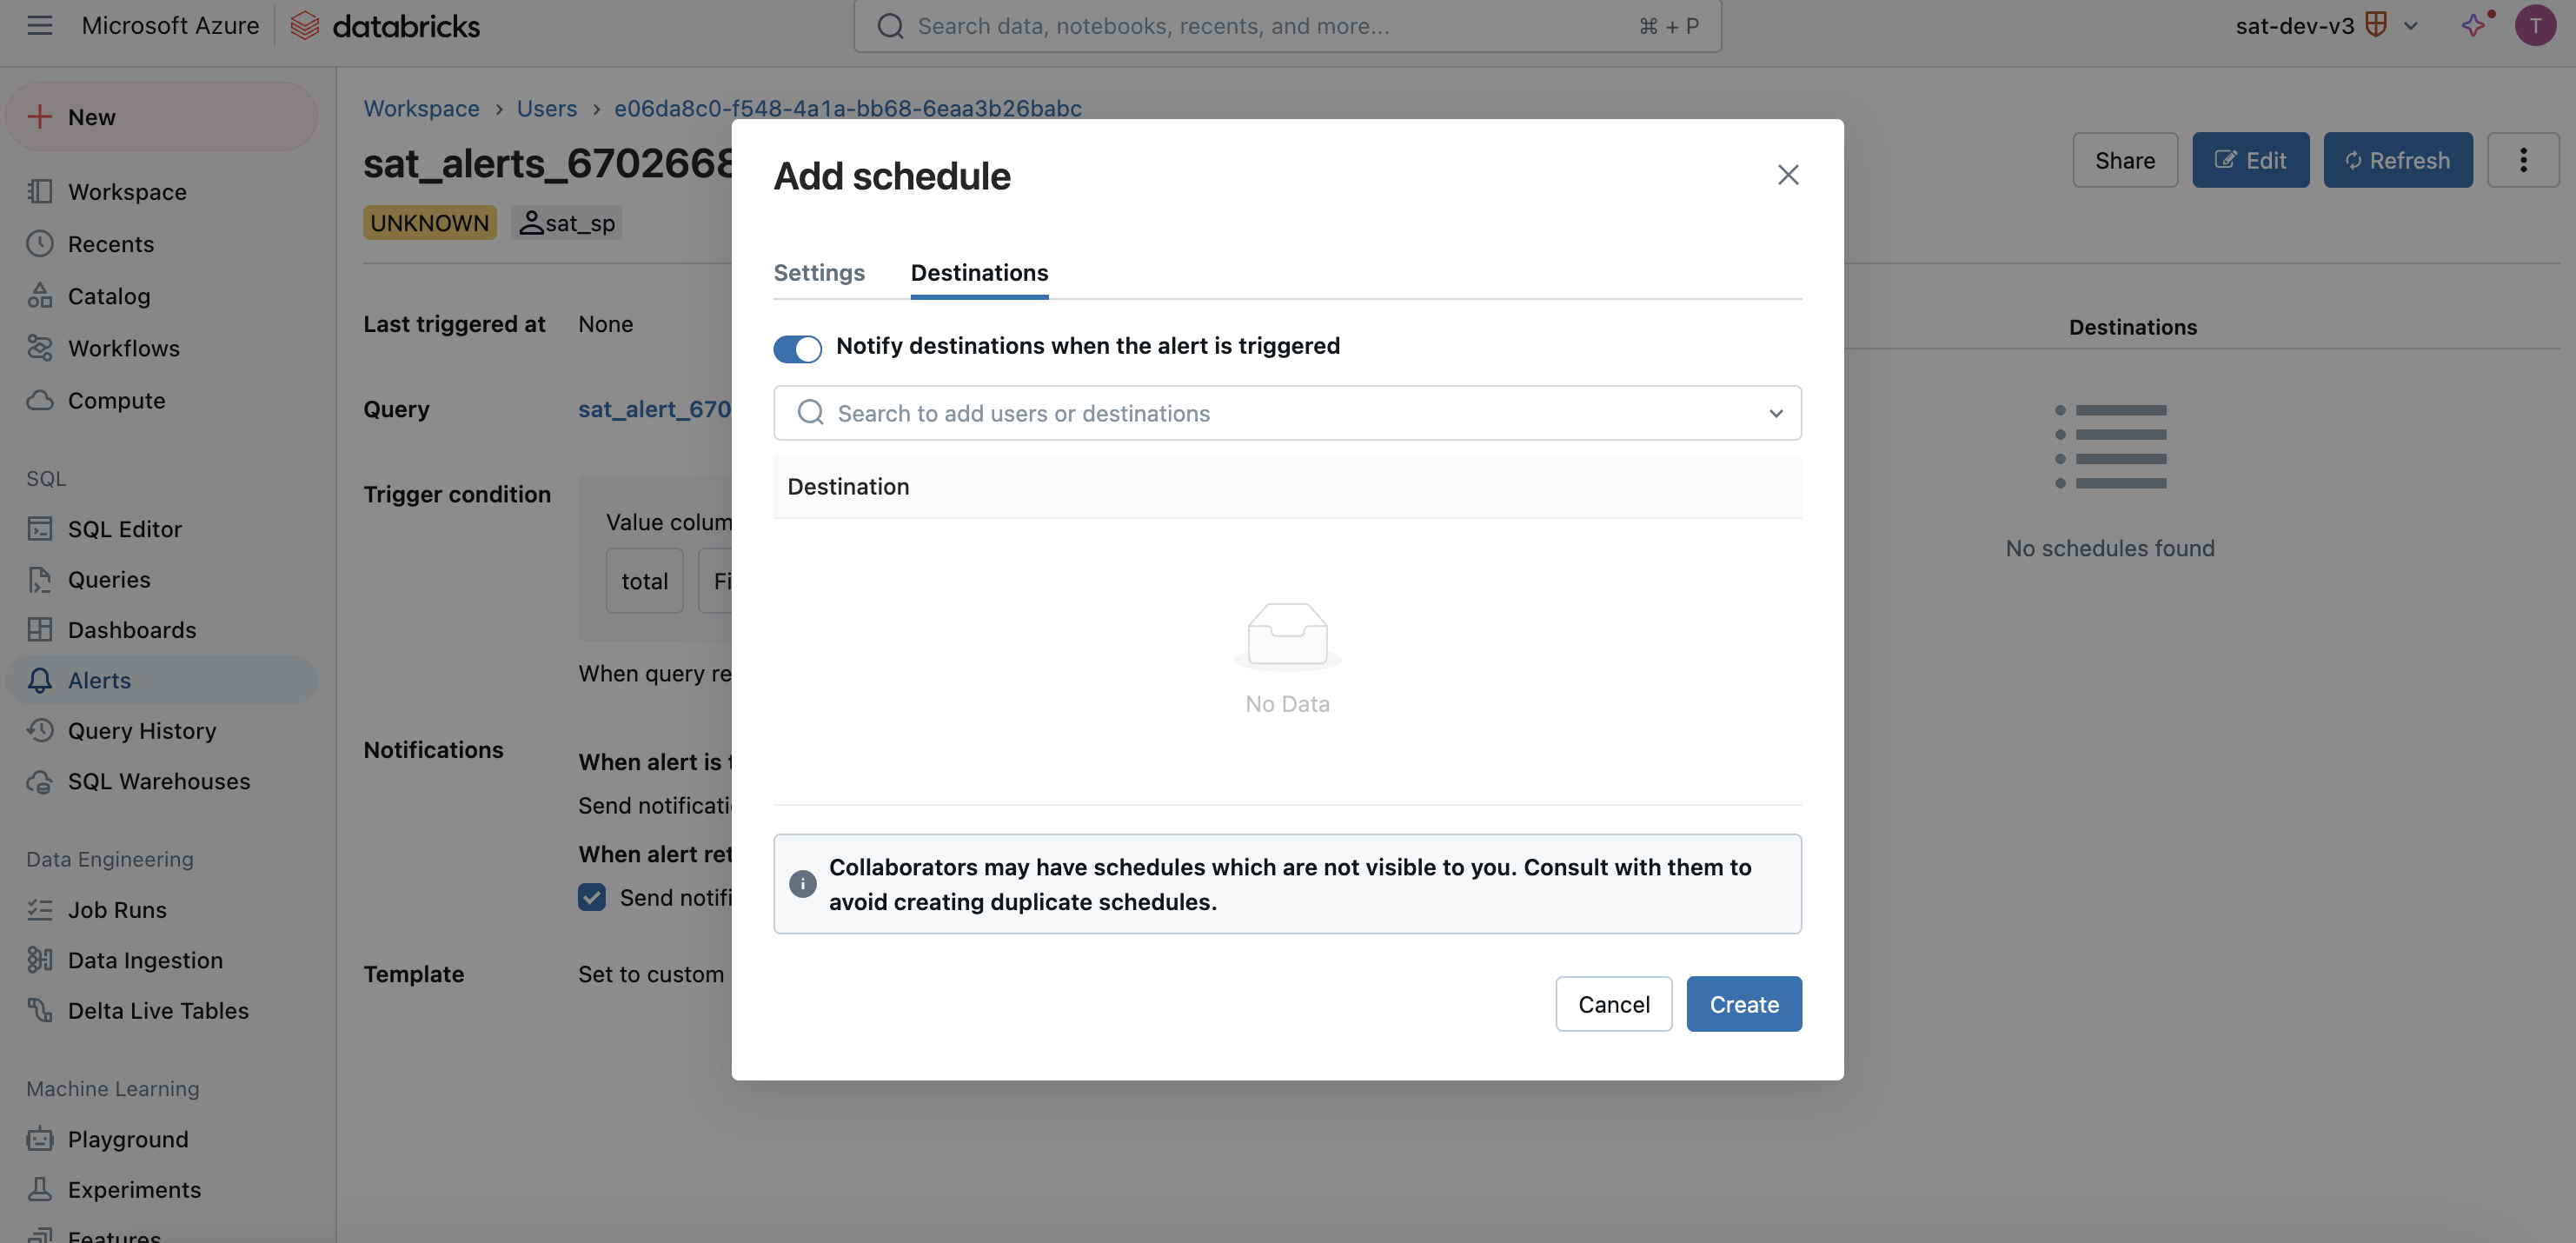 Microsoft Azure
databricks
Search data, notebooks, recents, and more...
⌘ + P
sat-dev-v3
T
New
Workspace
Recents
Catalog
Workflows
Compute
SQL
SQL Editor
Queries
Dashboards
Alerts
Query History
SQL Warehouses
Data Engineering
Job Runs
Data Ingestion
Delta Live Tables
Machine Learning
Playground
Experiments
Features
Workspace > Users > e06da8c0-f548-4a1a-bb68-6eaa3b26babc
sat_alerts_6702668
UNKNOWN
sat_sp
Share
Edit
Refresh
Last triggered at
None
Query
sat_alert_670
Trigger condition
Value colum
total
Fi
When query re
Notifications
When alert is t
Send notificati
When alert ret
Send notifi
Template
Set to custom
Destinations
No schedules found
Add schedule
Settings
Destinations
Notify destinations when the alert is triggered
Search to add users or destinations
Destination
No Data
Collaborators may have schedules which are not visible to you. Consult with them to
avoid creating duplicate schedules.
Cancel
Create